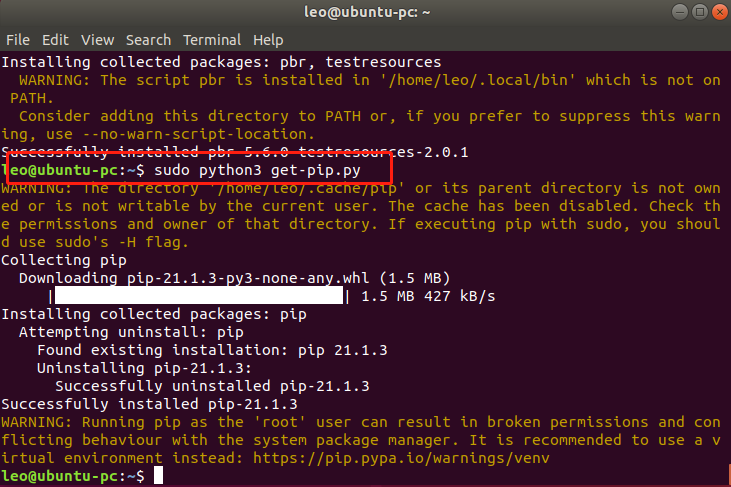 leo@ubuntu-pc: ~
File Edit View Search Terminal Help
Installing collected packages: pbr, testresources
  WARNING: The script pbr is installed in '/home/leo/.local/bin' which is not on
 PATH.
  Consider adding this directory to PATH or, if you prefer to suppress this warn
ing, use --no-warn-script-location.
Successfully installed pbr-5.6.0 testresources-2.0.1
leo@ubuntu-pc:~$ sudo python3 get-pip.py
WARNING: The directory '/home/leo/.cache/pip' or its parent directory is not own
ed or is not writable by the current user. The cache has been disabled. Check th
e permissions and owner of that directory. If executing pip with sudo, you shoul
d use sudo's -H flag.
Collecting pip
  Downloading pip-21.1.3-py3-none-any.whl (1.5 MB)
     |████████████████████████████████| 1.5 MB 427 kB/s
Installing collected packages: pip
  Attempting uninstall: pip
    Found existing installation: pip 21.1.3
    Uninstalling pip-21.1.3:
      Successfully uninstalled pip-21.1.3
Successfully installed pip-21.1.3
WARNING: Running pip as the 'root' user can result in broken permissions and con
flicting behaviour with the system package manager. It is recommended to use a v
irtual environment instead: https://pip.pypa.io/warnings/venv
leo@ubuntu-pc:~$